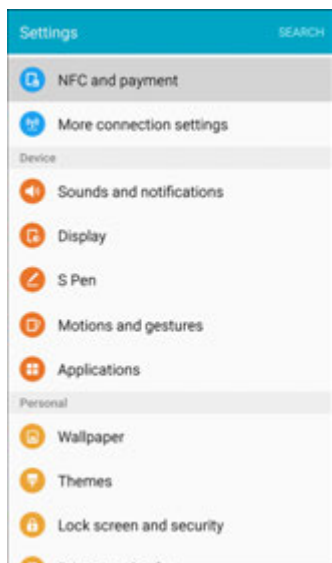 Settings SEARCH
NFC and payment
More connection settings
Device
Sounds and notifications
Display
S Pen
Motions and gestures
Applications
Personal
Wallpaper
Themes
Lock screen and security